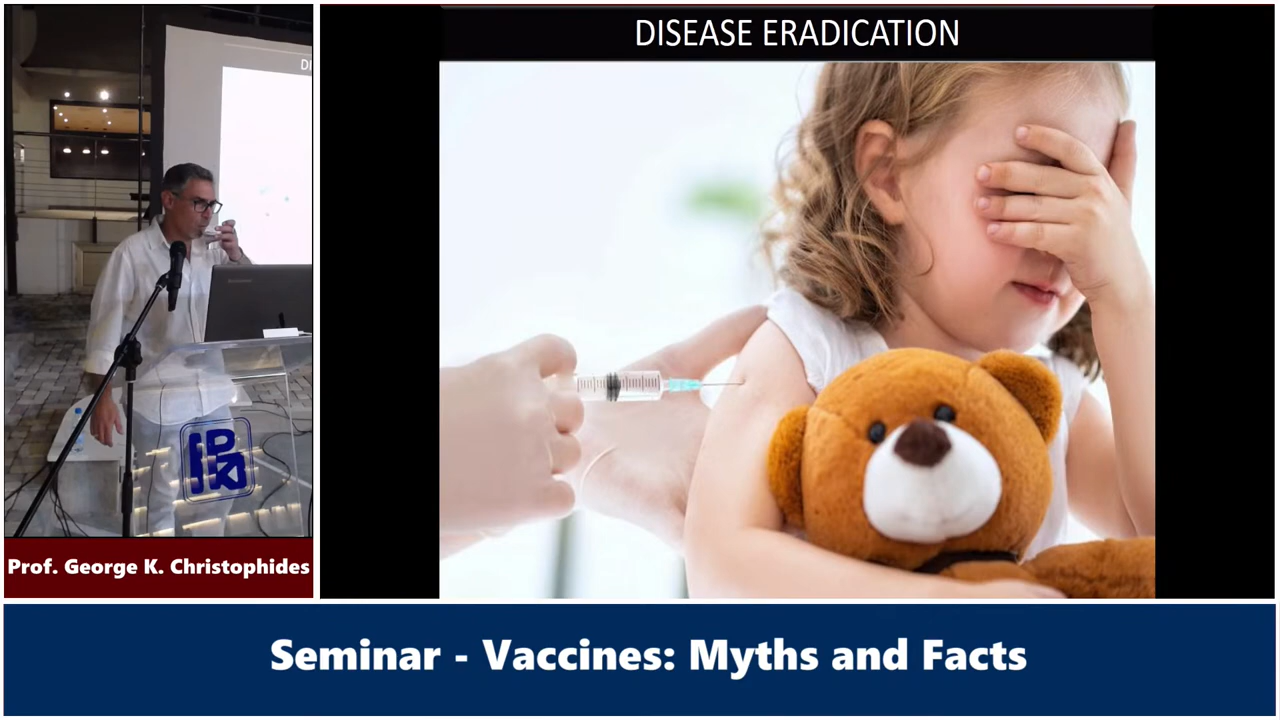 DISEASE ERADICATION
Prof. George K. Christophides
Seminar - Vaccines: Myths and Facts